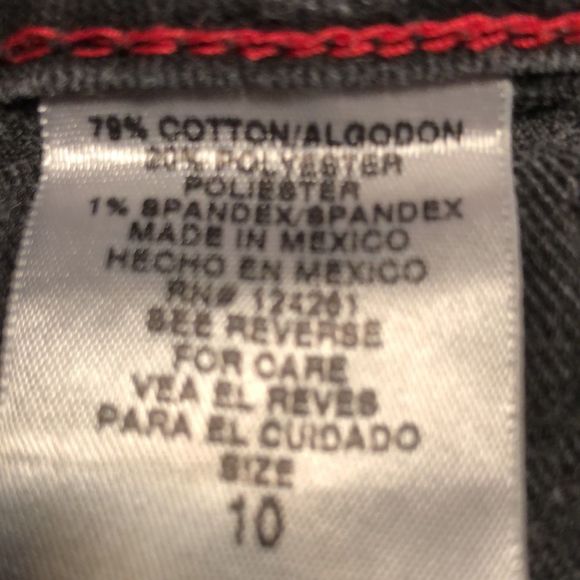 79% COTTON/ALGODON
20% POLYESTER
POLIESTER
1% SPANDEX/SPANDEX
MADE IN MEXICO
HECHO EN MEXICO
RN# 124261
SEE REVERSE
FOR CARE
VEA EL REVES
PARA EL CUIDADO
SIZE
10